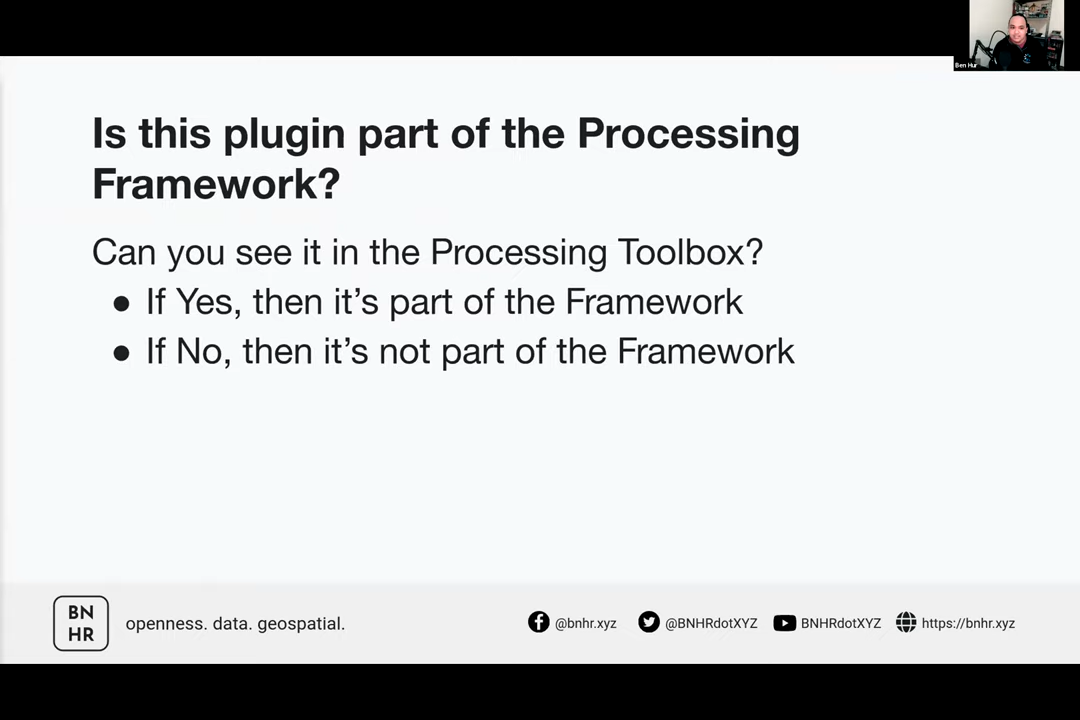 Ben Hur
Is this plugin part of the Processing
Framework?
Can you see it in the Processing Toolbox?
● If Yes, then it's part of the Framework
● If No, then it's not part of the Framework
BN
HR
openness. data. geospatial.
@bnhr.xyz
@BNHRdotXYZ
BNHRdotXYZ
https://bnhr.xyz